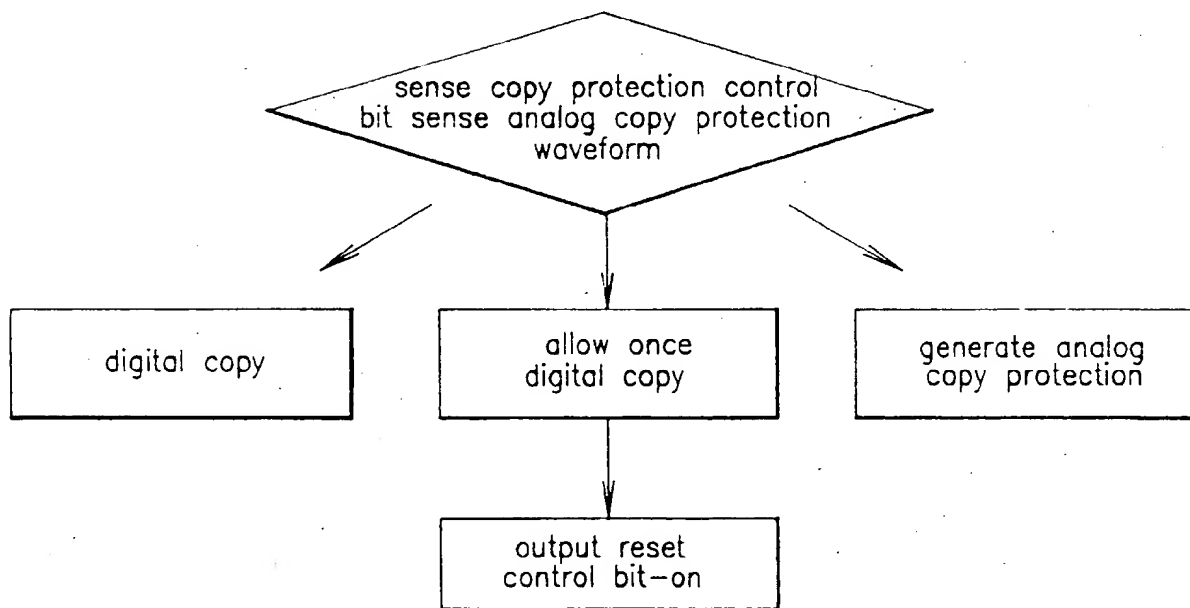 sense copy protection control
bit sense analog copy protection
waveform
digital copy
allow once
digital copy
generate analog
copy protection
output reset
control bit-on